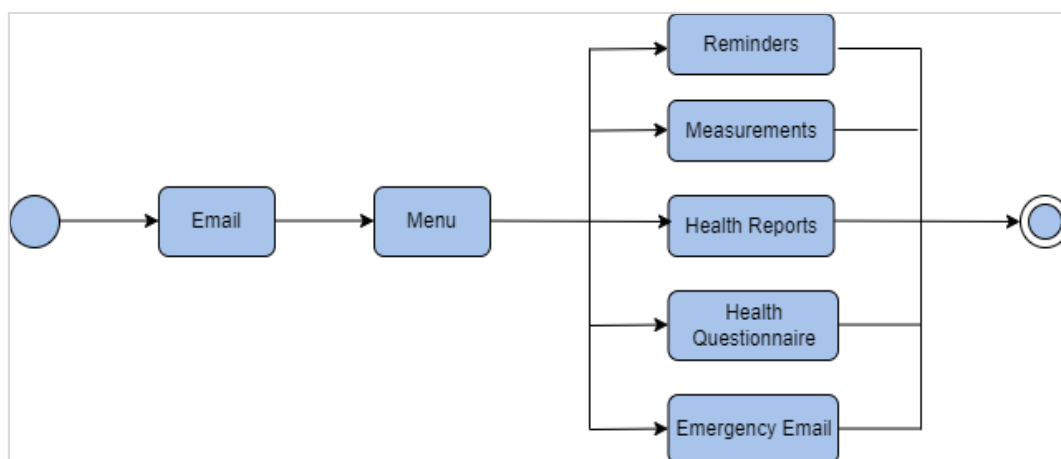 Reminders
Measurements
Email
Menu
Health Reports
Health
Questionnaire
Emergency Email